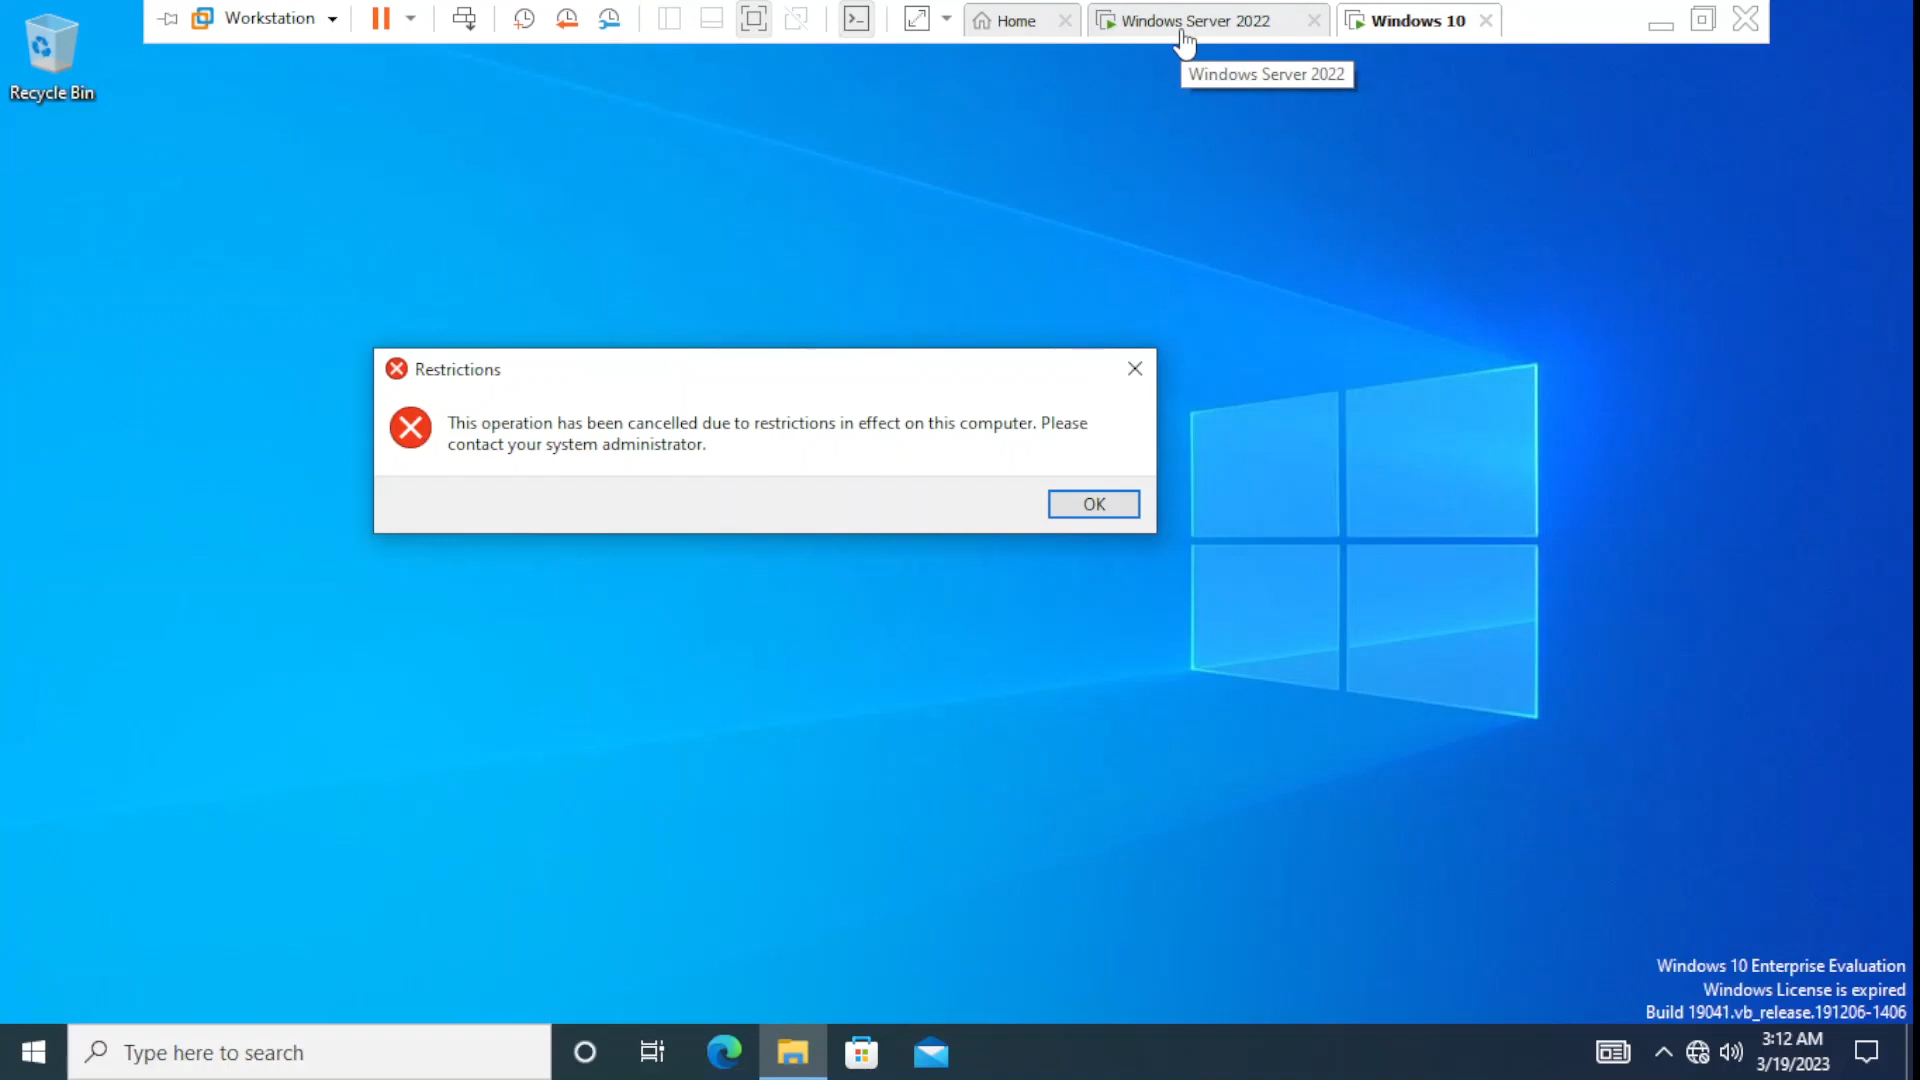 Workstation
Home
Windows Server 2022
Windows 10
Windows Server 2022
Recycle Bin
Restrictions
This operation has been cancelled due to restrictions in effect on this computer. Please
contact your system administrator.
OK
Windows 10 Enterprise Evaluation
Windows License is expired
Build 19041.vb_release.191206-1406
Type here to search
3:12 AM
3/19/2023